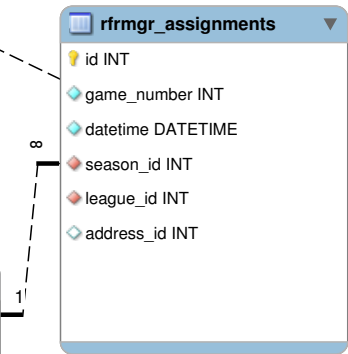 rfrmgr_assignments
id INT
game_number INT
datetime DATETIME
∞
season_id INT
league_id INT
address_id INT
1